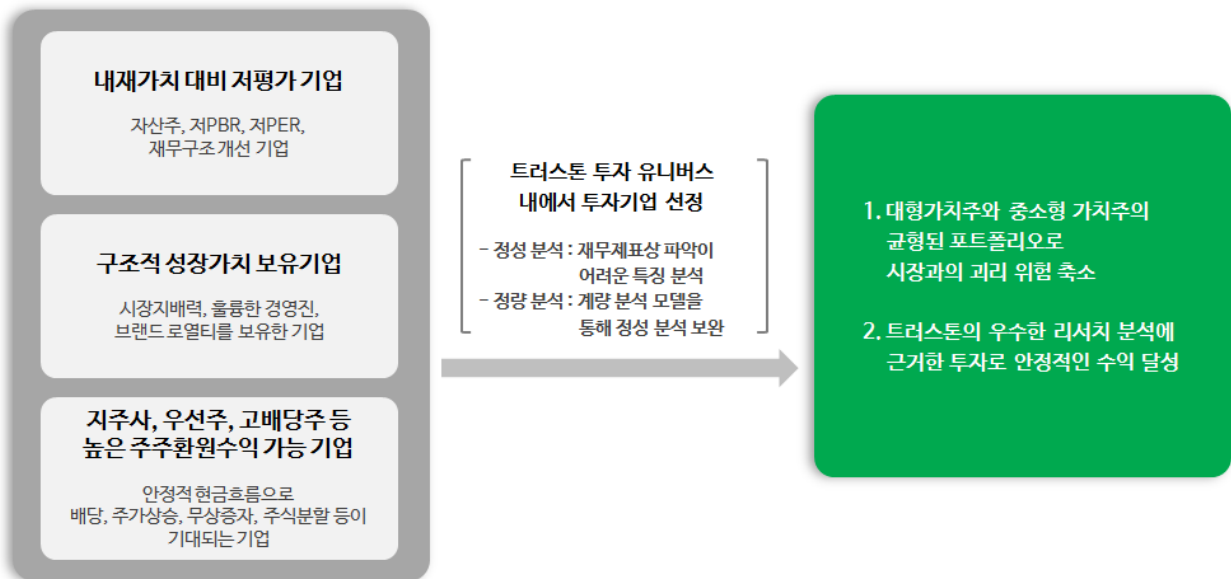 내재가치 대비 저평가 기업
자산주, 저PBR, 저PER,
재무구조 개선 기업
구조적 성장가치 보유기업
시장지배력, 훌륭한 경영진,
브랜드 로열티를 보유한 기업
지주사, 우선주, 고배당주 등
높은 주주환원수익 가능 기업
안정적 현금흐름으로
배당, 주가상승, 무상증자, 주식분할 등이
기대되는 기업
트러스톤 투자 유니버스
내에서 투자기업 선정
- 정성 분석 : 재무제표상 파악이
어려운 특징 분석
- 정량 분석 : 계량 분석 모델을
통해 정성 분석 보완
1. 대형가치주와 중소형 가치주의
균형된 포트폴리오로
시장과의 괴리 위험 축소
2. 트러스톤의 우수한 리서치 분석에
근거한 투자로 안정적인 수익 달성